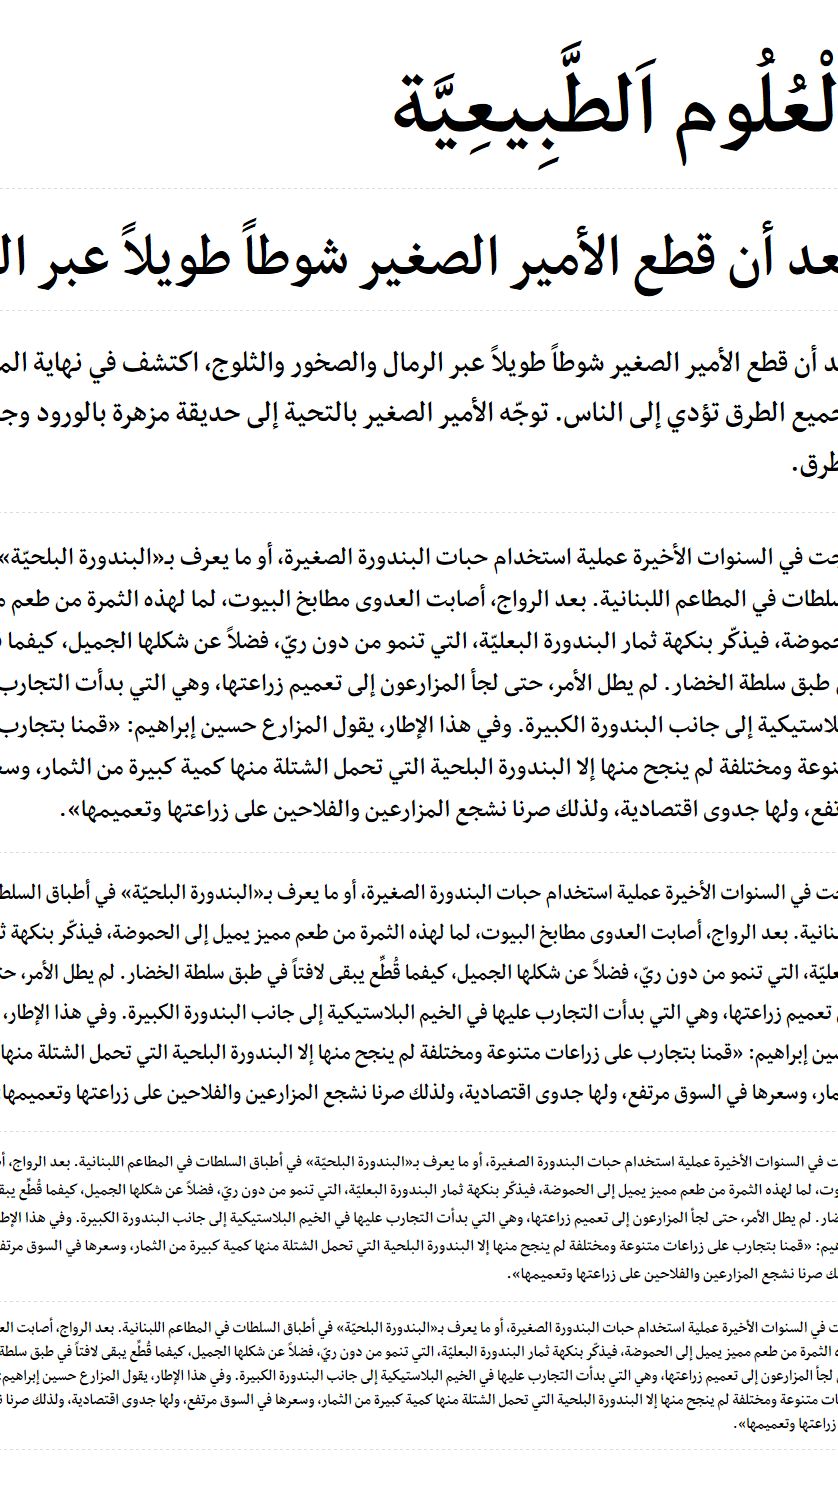 لْعُلُوم اَلطَّبِيعِيَّة
عد أن قطع الأمير الصغير شوطاً طويلاً عبر ال
د أن قطع الأمير الصغير شوطاً طويلاً عبر الرمال والصخور والثلوج، اكتشف في نهاية الم
جميع الطرق تؤدي إلى الناس. توجّه الأمير الصغير بالتحية إلى حديقة مزهرة بالورود وج
طرق.
جت في السنوات الأخيرة عملية استخدام حبات البندورة الصغيرة، أو ما يعرف بـ«البندورة البلحيّة»
سلطات في المطاعم اللبنانية. بعد الرواج، أصابت العدوى مطابخ البيوت، لما لهذه الثمرة من طعم م
حموضة، فيذكّر بنكهة ثمار البندورة البعليّة، التي تنمو من دون ريّ، فضلاً عن شكلها الجميل، كيفما
طبق سلطة الخضار. لم يطل الأمر، حتى لجأ المزارعون إلى تعميم زراعتها، وهي التي بدأت التجارب
لاستيكية إلى جانب البندورة الكبيرة. وفي هذا الإطار، يقول المزارع حسين إبراهيم: «قمنا بتجارب
نوعة ومختلفة لم ينجح منها إلا البندورة البلحية التي تحمل الشتلة منها كمية كبيرة من الثمار، وسع
تفع، ولها جدوى اقتصادية، ولذلك صرنا نشجع المزارعين والفلاحين على زراعتها وتعميمها».
جت في السنوات الأخيرة عملية استخدام حبات البندورة الصغيرة، أو ما يعرف بـ«البندورة البلحيّة» في أطباق السلط
نانية. بعد الرواج، أصابت العدوى مطابخ البيوت، لما لهذه الثمرة من طعم مميز يميل إلى الحموضة، فيذكّر بنكهة ث
عليّة، التي تنمو من دون ريّ، فضلاً عن شكلها الجميل، كيفما قُطِّع يبقى لافتاً في طبق سلطة الخضار. لم يطل الأمر، حت
تعميم زراعتها، وهي التي بدأت التجارب عليها في الخيم البلاستيكية إلى جانب البندورة الكبيرة. وفي هذا الإطار،
سين إبراهيم: «قمنا بتجارب على زراعات متنوعة ومختلفة لم ينجح منها إلا البندورة البلحية التي تحمل الشتلة منها
مار، وسعرها في السوق مرتفع، ولها جدوى اقتصادية، ولذلك صرنا نشجع المزارعين والفلاحين على زراعتها وتعميمها
ت في السنوات الأخيرة عملية استخدام حبات البندورة الصغيرة، أو ما يعرف بـ«البندورة البلحيّة» في أطباق السلطات في المطاعم اللبنانية. بعد الرواج، أ
وت، لما لهذه الثمرة من طعم مميز يميل إلى الحموضة، فيذكّر بنكهة ثمار البندورة البعليّة، التي تنمو من دون ريّ، فضلاً عن شكلها الجميل، كيفما قُطِّع يبق
ضار. لم يطل الأمر، حتى لجأ المزارعون إلى تعميم زراعتها، وهي التي بدأت التجارب عليها في الخيم البلاستيكية إلى جانب البندورة الكبيرة. وفي هذا الإطا
هيم: «قمنا بتجارب على زراعات متنوعة ومختلفة لم ينجح منها إلا البندورة البلحية التي تحمل الشتلة منها كمية كبيرة من الثمار، وسعرها في السوق مرتف
ك صرنا نشجع المزارعين والفلاحين على زراعتها وتعميمها».
ت في السنوات الأخيرة عملية استخدام حبات البندورة الصغيرة، أو ما يعرف بـ«البندورة البلحيّة» في أطباق السلطات في المطاعم اللبنانية. بعد الرواج، أصابت الع
ه الثمرة من طعم مميز يميل إلى الحموضة، فيذكّر بنكهة ثمار البندورة البعليّة، التي تنمو من دون ريّ، فضلاً عن شكلها الجميل، كيفما قُطِّع يبقى لافتاً في طبق سلطة
لجأ المزارعون إلى تعميم زراعتها، وهي التي بدأت التجارب عليها في الخيم البلاستيكية إلى جانب البندورة الكبيرة. وفي هذا الإطار، يقول المزارع حسين إبراهيم:
ات متنوعة ومختلفة لم ينجح منها إلا البندورة البلحية التي تحمل الشتلة منها كمية كبيرة من الثمار، وسعرها في السوق مرتفع، ولها جدوى اقتصادية، ولذلك صرنا ن
زراعتها وتعميمها».